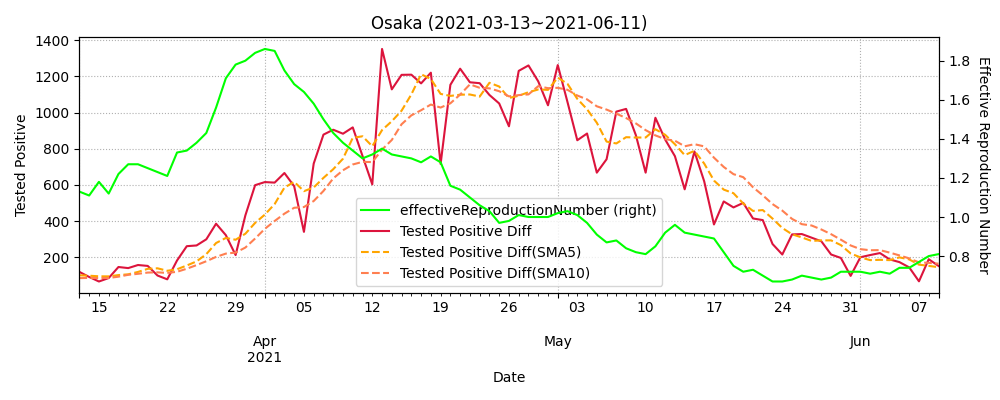 Osaka (2021-03-13~2021-06-11)
1400
1200
1000
800
600
400
200
Tested Positive
1.8
1.6
1.4
1.2
1.0
0.8
Effective Reproduction Number
effectiveReproductionNumber (right)
Tested Positive Diff
Tested Positive Diff(SMA5)
Tested Positive Diff(SMA10)
15 22 29 05 12 19 26 03 10 17 24 31 07
Apr May Jun
2021
Date